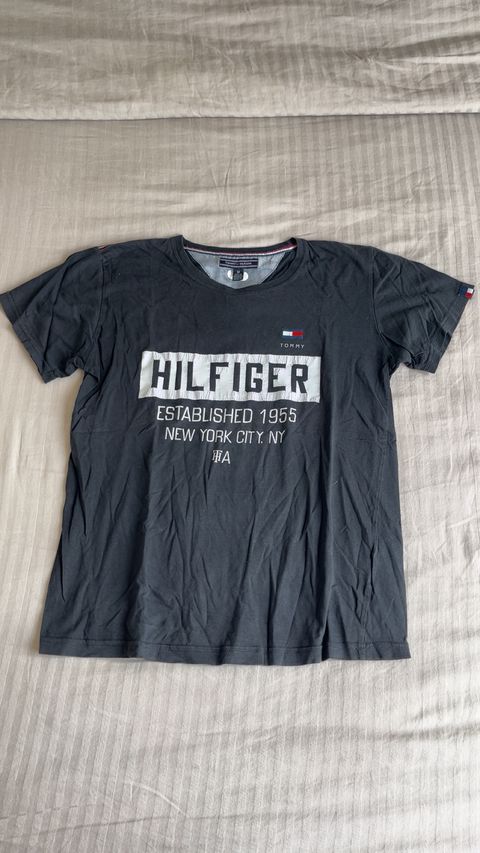 TOMMY
HILFIGER
ESTABLISHED 1955
NEW YORK CITY. NY
A